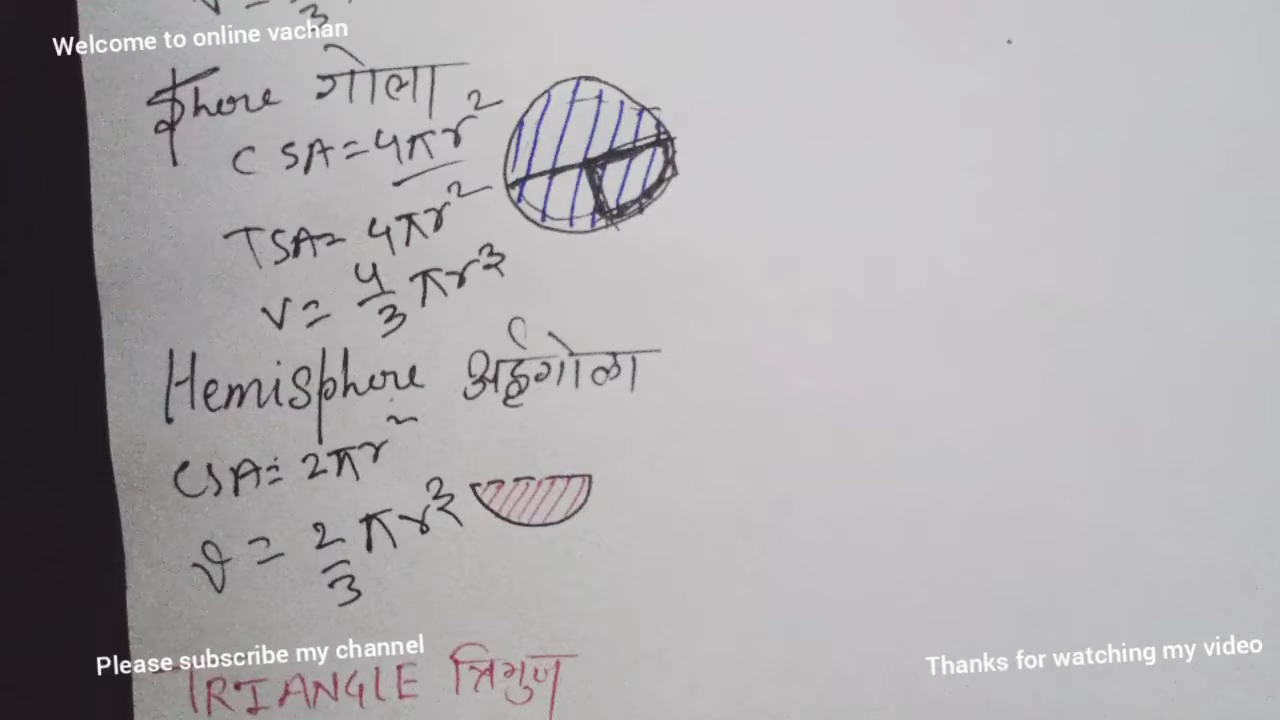 Welcome to online vachan
Sphere गोला
CSA=4πr²
TSA=4πr²
V=4/3 πr³
Hemisphere अर्द्धगोला
CSA=2πr²
V=2/3 πr³
Please subscribe my channel
Thanks for watching my video
TRIANGLE त्रिभुज